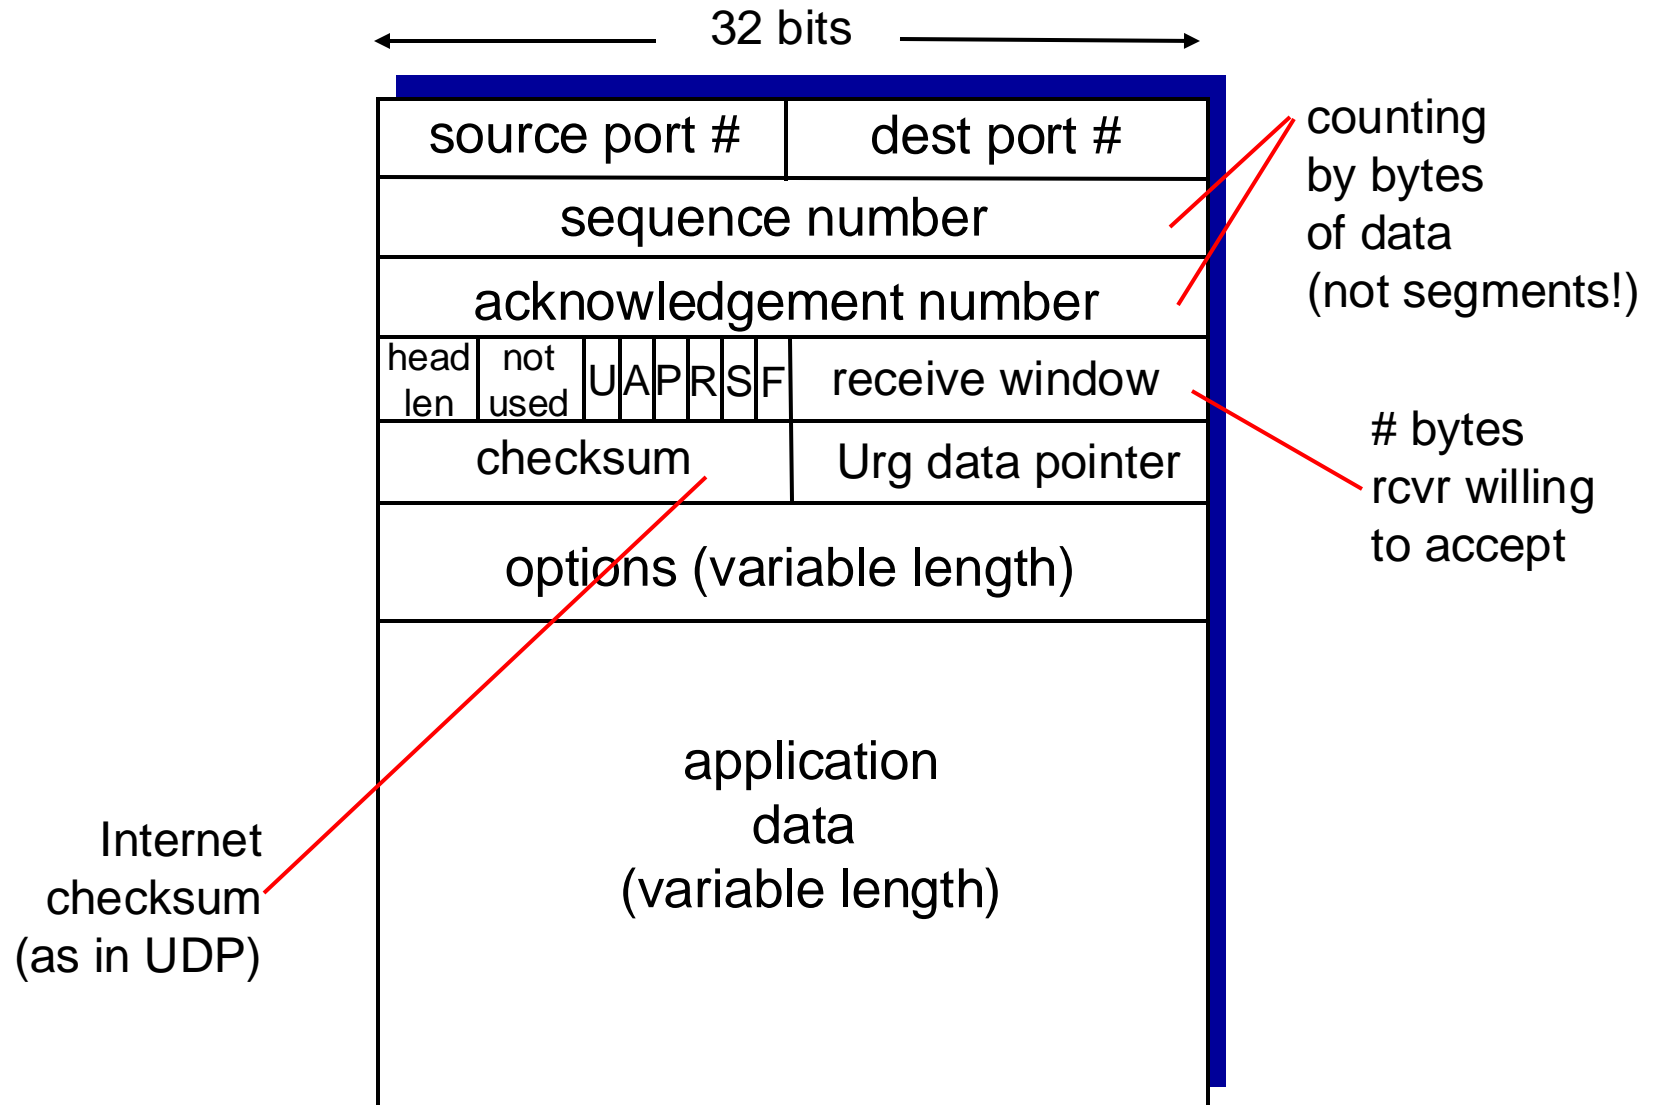 32 bits
source port #
dest port #
counting
by bytes
of data
(not segments!)
sequence number
acknowledgement number
head
len
not
used
U
A
P
R
S
F
receive window
# bytes
rcvr willing
to accept
checksum
Urg data pointer
options (variable length)
application
data
(variable length)
Internet
checksum
(as in UDP)